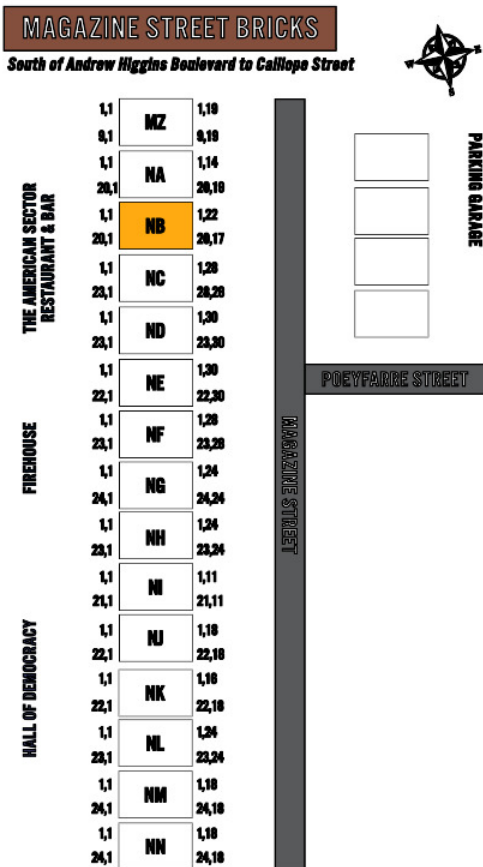 MAGAZINE STREET BRICKS
South of Andrew Higgins Boulevard to Calliope Street
N
E
S
W
1,1 MZ 1,19
9,1 9,19
1,1 NA 1,14
20,1 20,19
1,1 NB 1,22
20,1 20,17
1,1 NC 1,28
23,1 28,28
1,1 ND 1,30
23,1 23,30
1,1 NE 1,30
22,1 22,30
1,1 NF 1,28
23,1 23,28
1,1 NG 1,24
24,1 24,24
1,1 NH 1,24
23,1 23,24
1,1 NI 1,11
21,1 21,11
1,1 NJ 1,18
22,1 22,18
1,1 NK 1,16
22,1 22,18
1,1 NL 1,24
23,1 23,24
1,1 NM 1,18
24,1 24,18
1,1 NN 1,18
24,1 24,18
THE AMERICAN SECTOR
RESTAURANT & BAR
FIREHOUSE
HALL OF DEMOCRACY
MAGAZINE STREET
POEYFARRE STREET
PARKING GARAGE